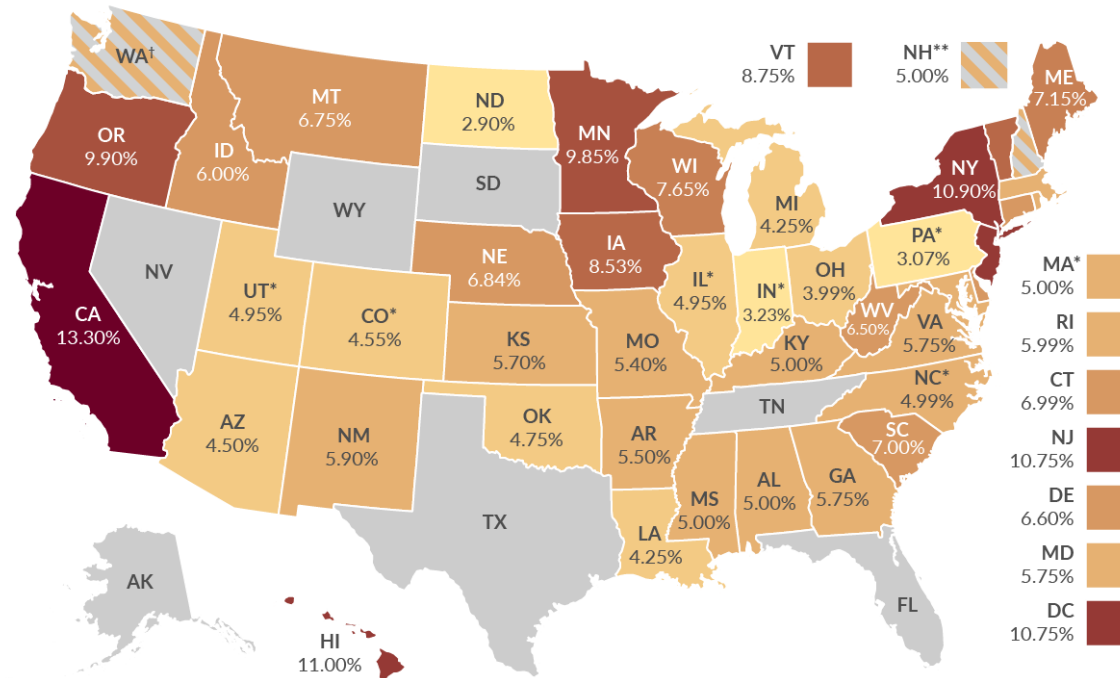 WA†
VT
8.75%
NH**
5.00%
ME
7.15%
MT
6.75%
ND
2.90%
MN
9.85%
OR
9.90%
ID
6.00%
WI
7.65%
NY
10.90%
SD
WY
MI
4.25%
IA
8.53%
PA*
3.07%
NE
6.84%
NV
UT*
4.95%
CO*
4.55%
IL*
4.95%
IN*
3.23%
OH
3.99%
MA*
5.00%
CA
13.30%
WV
6.50%
VA
5.75%
RI
5.99%
KS
5.70%
MO
5.40%
KY
5.00%
NC*
4.99%
CT
6.99%
TN
AZ
4.50%
NM
5.90%
OK
4.75%
AR
5.50%
SC
7.00%
NJ
10.75%
MS
5.00%
AL
5.00%
GA
5.75%
DE
6.60%
TX
LA
4.25%
MD
5.75%
AK
FL
DC
10.75%
HI
11.00%